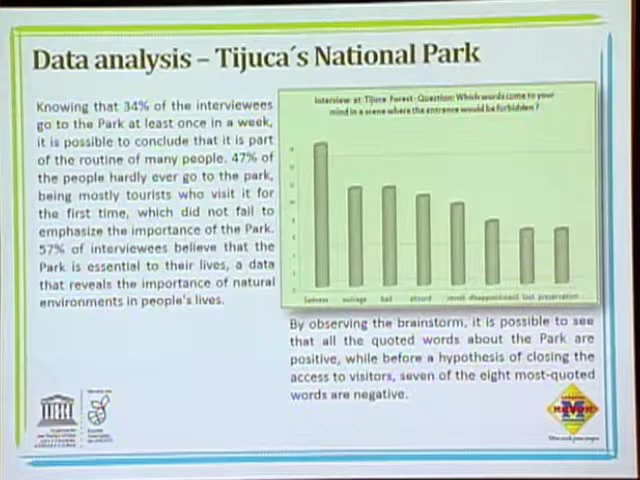 Data analysis – Tijuca´s National Park
Knowing that 34% of the interviewees
go to the Park at least once in a week,
it is possible to conclude that it is part
of the routine of many people. 47% of
the people hardly ever go to the park,
being mostly tourists who visit it for
the first time, which did not fail to
emphasize the importance of the Park.
57% of interviewees believe that the
Park is essential to their lives, a data
that reveals the importance of natural
environments in people's lives.
Interview at Tijuca Forest - Question: Which words come to your
mind in a scene where the entrance would be forbidden ?
Sadness outrage bad absurd revolt disappointment lost preservation
By observing the brainstorm, it is possible to see
that all the quoted words about the Park are
positive, while before a hypothesis of closing the
access to visitors, seven of the eight most-quoted
words are negative.